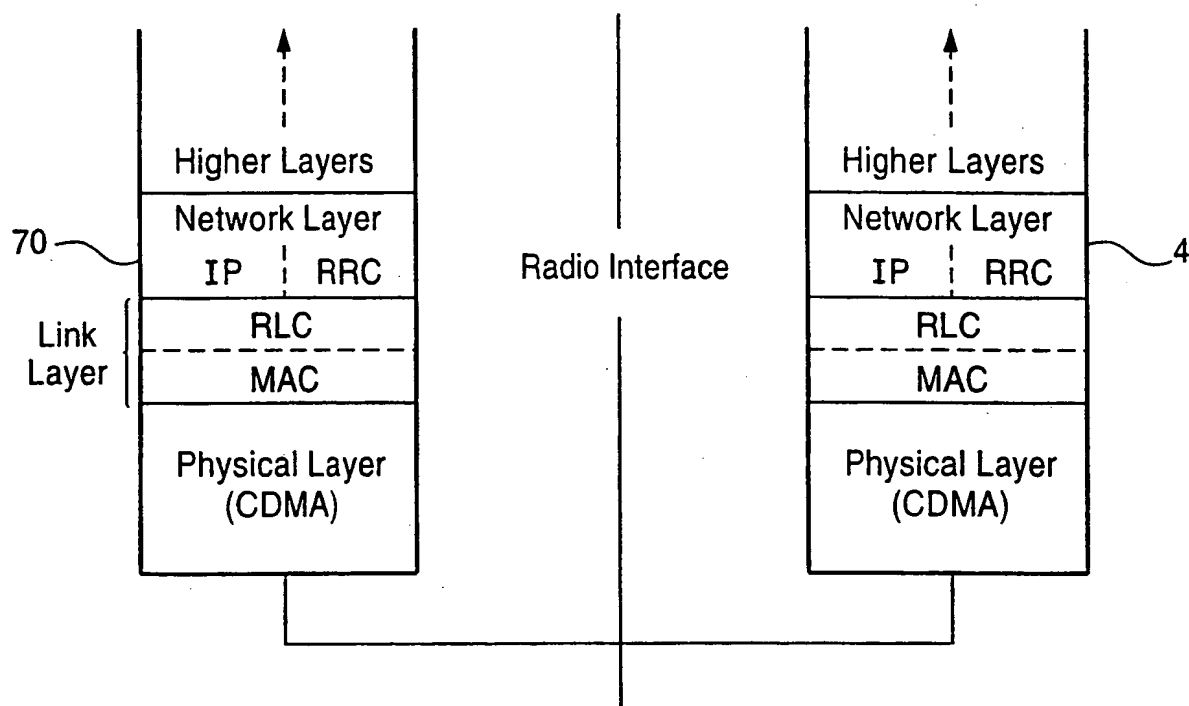 Higher Layers
Network Layer
IP RRC
RLC
MAC
Physical Layer
(CDMA)
70
Link
Layer
Radio Interface
Higher Layers
Network Layer
IP RRC
RLC
MAC
Physical Layer
(CDMA)
4